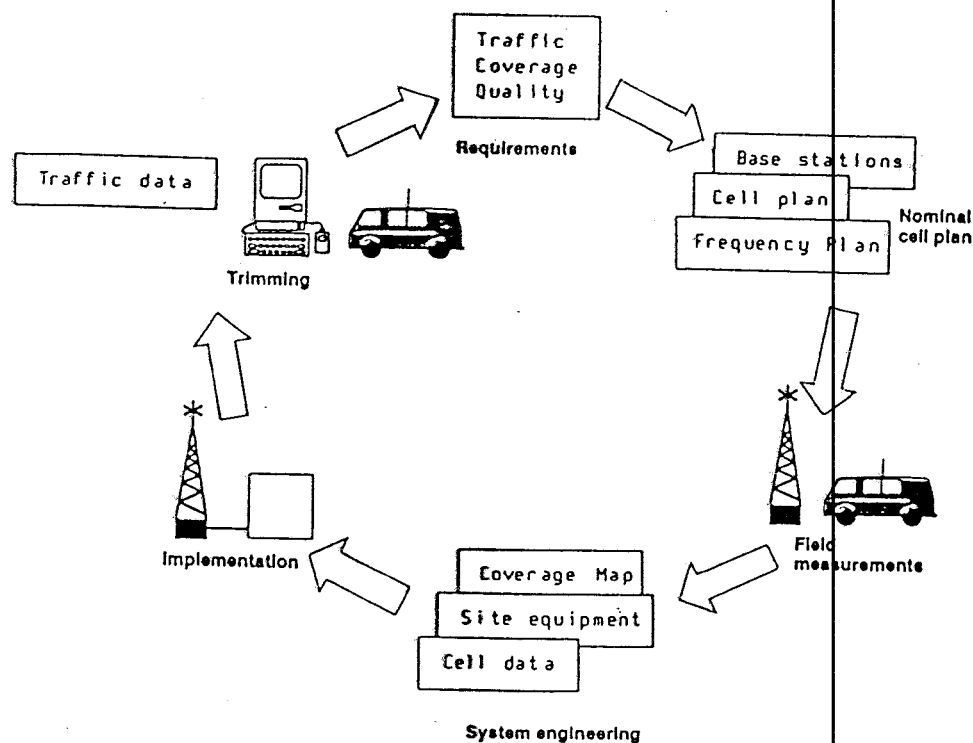 Traffic
Coverage
Quality
Requirements
Base stations
Cell plan
Frequency Plan
Nominal
cell plan
Field
measurements
Coverage Map
Site equipment
Cell data
System engineering
Implementation
Traffic data
Trimming